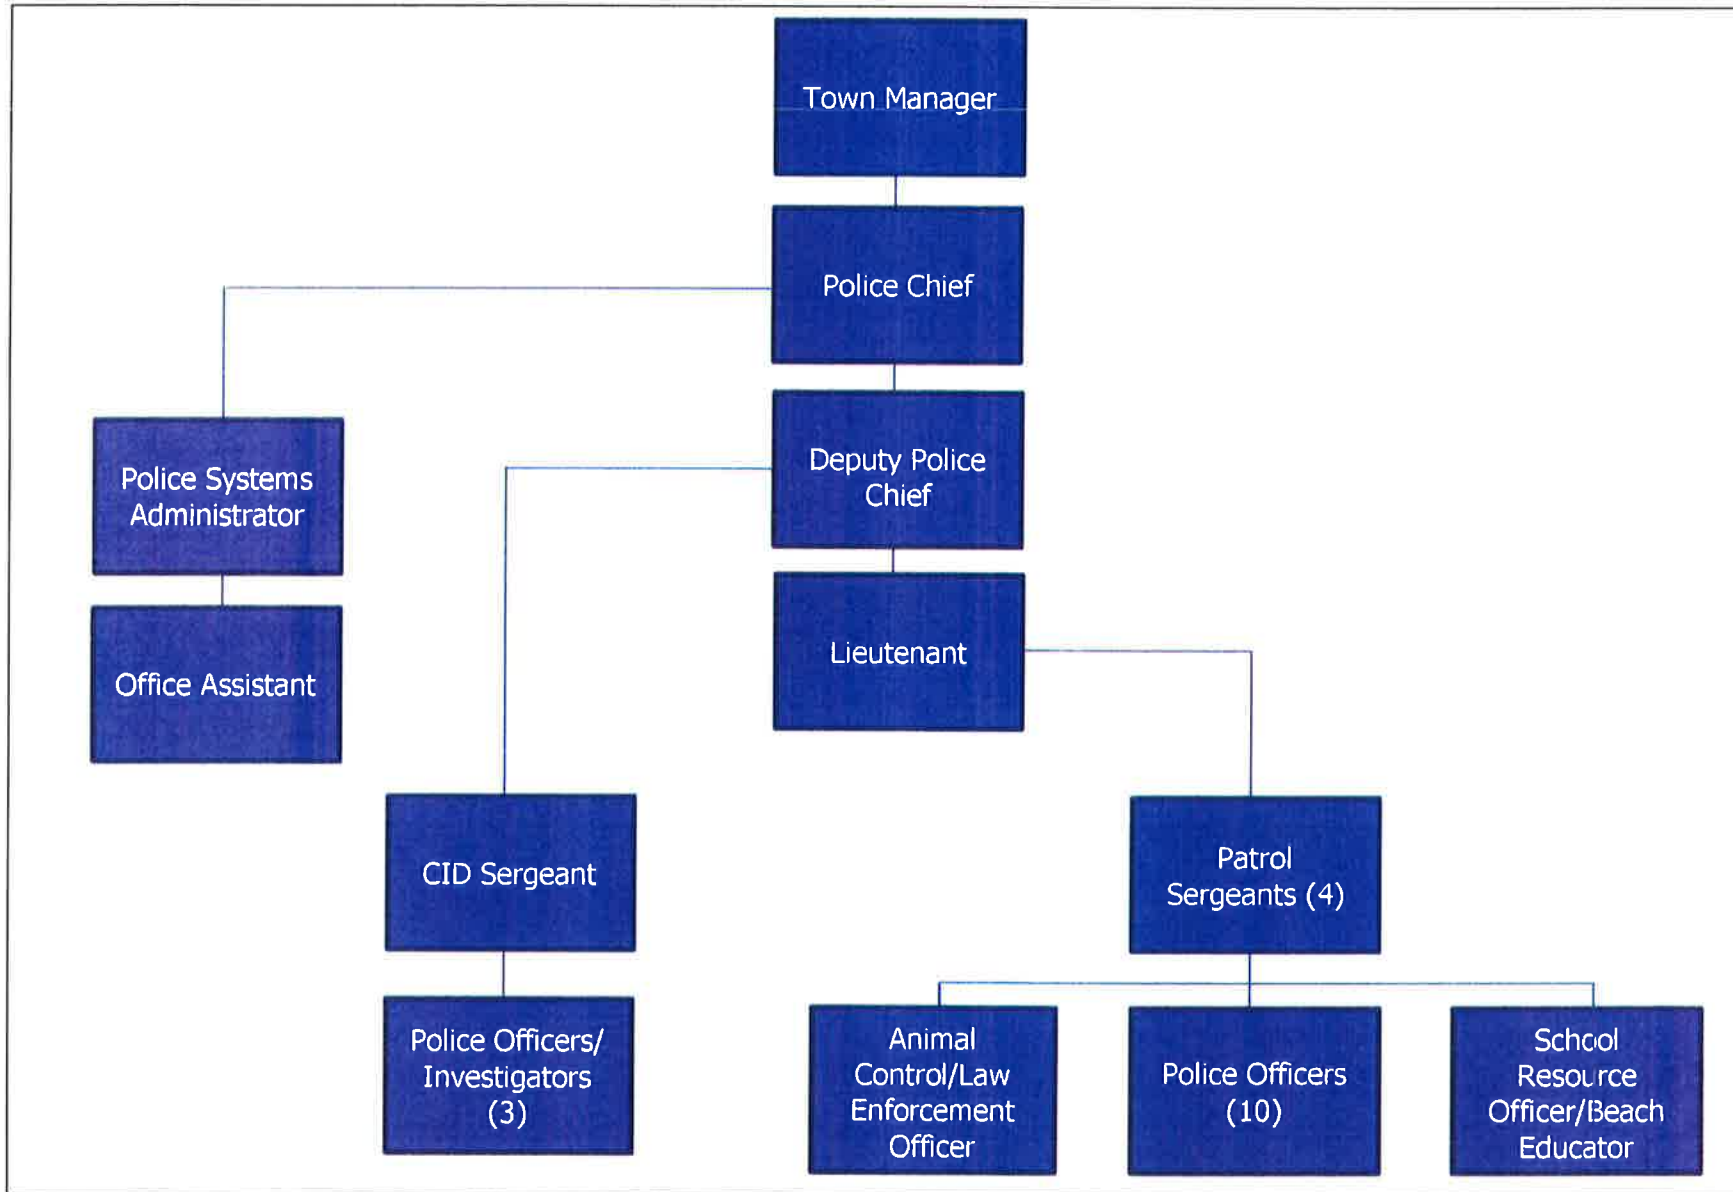 Town Manager
Police Chief
Deputy Police
Chief
Police Systems
Administrator
Lieutenant
Office Assistant
CID Sergeant
Patrol
Sergeants (4)
Police Officers/
Investigators
(3)
Animal
Control/Law
Enforcement
Officer
Police Officers
(10)
School
Resource
Officer/Beach
Educator